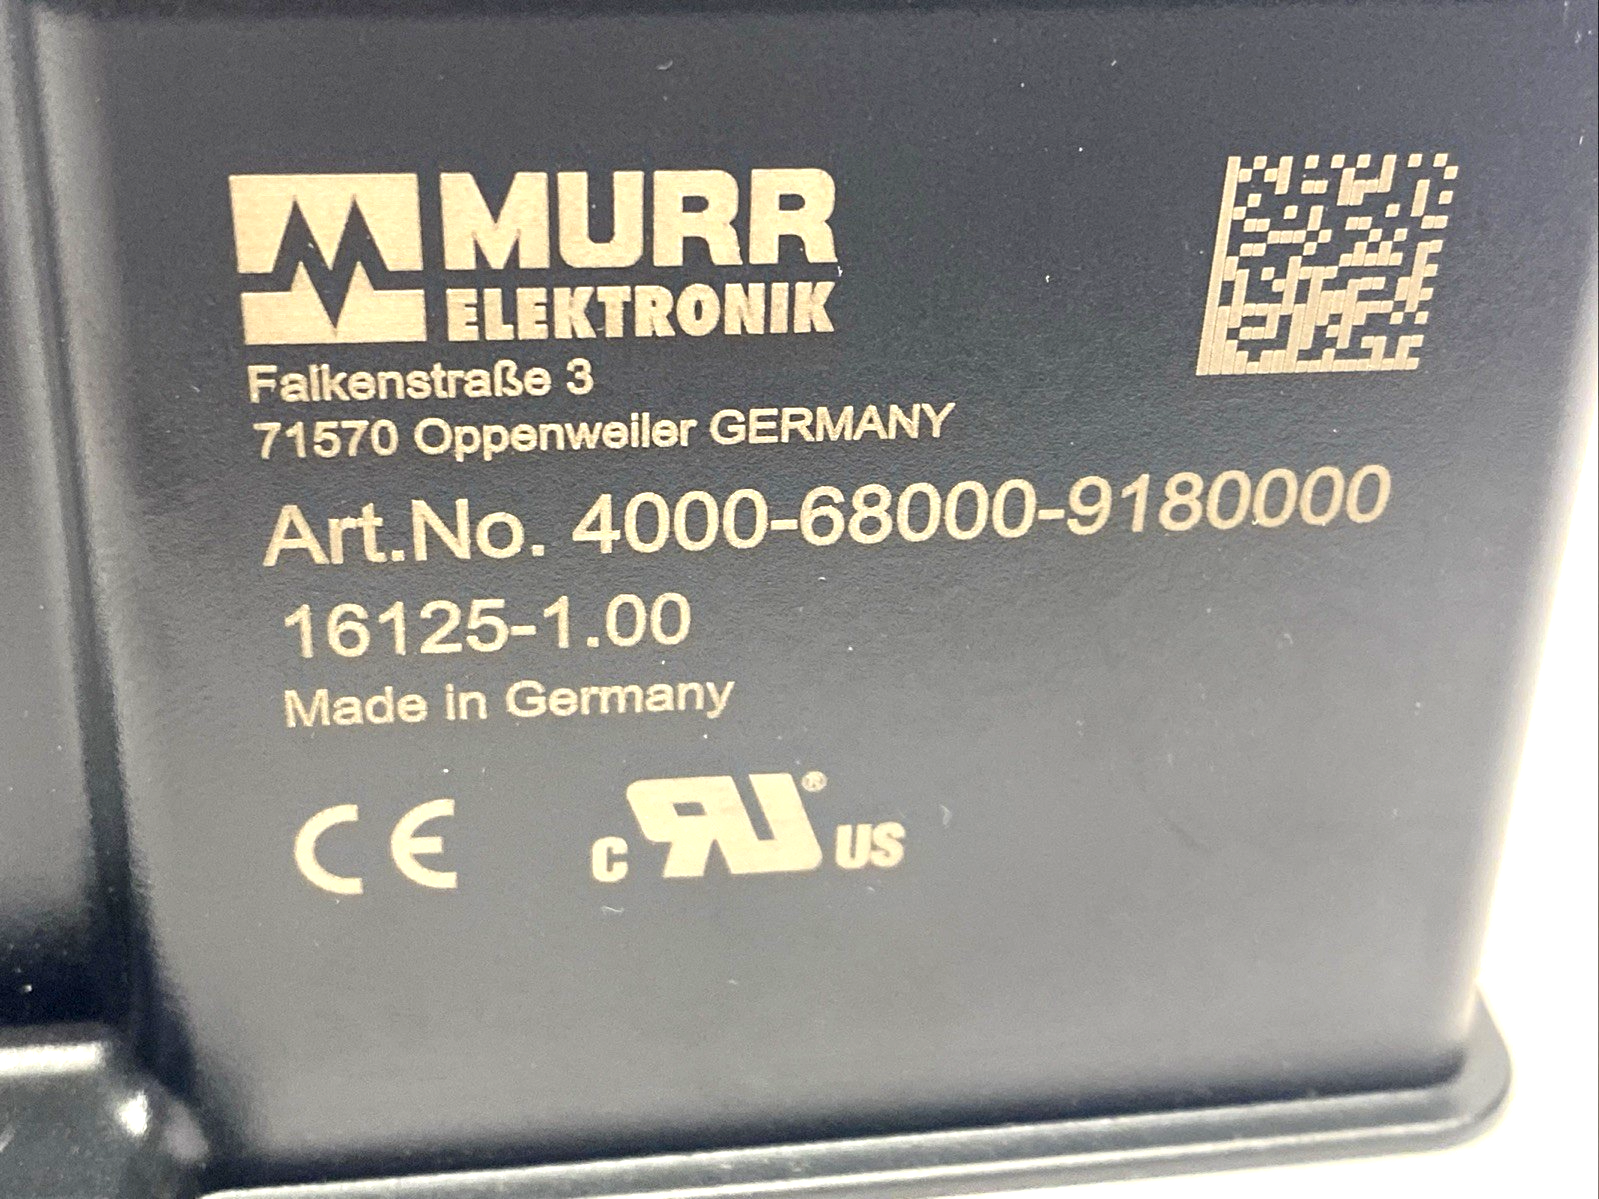 MURR
ELEKTRONIK
Falkenstraße 3
71570 Oppenweiler GERMANY
Art.No. 4000-68000-9180000
16125-1.00
Made in Germany
CE
c RU ® US